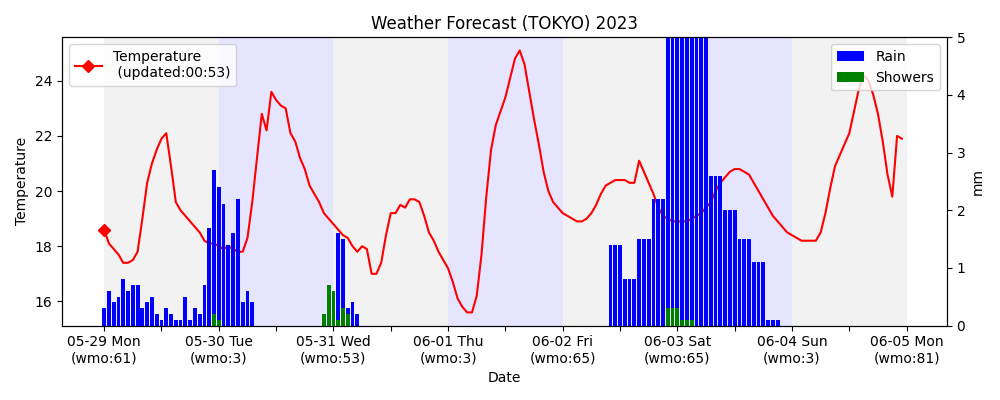 Weather Forecast (TOKYO) 2023
Temperature
(updated:00:53)
Rain
Showers
Temperature
24
22
20
18
16
5
4
3
2
1
0
mm
05-29 Mon
(wmo:61)
05-30 Tue
(wmo:3)
05-31 Wed
(wmo:53)
06-01 Thu
(wmo:3)
06-02 Fri
(wmo:65)
06-03 Sat
(wmo:65)
06-04 Sun
(wmo:3)
06-05 Mon
(wmo:81)
Date